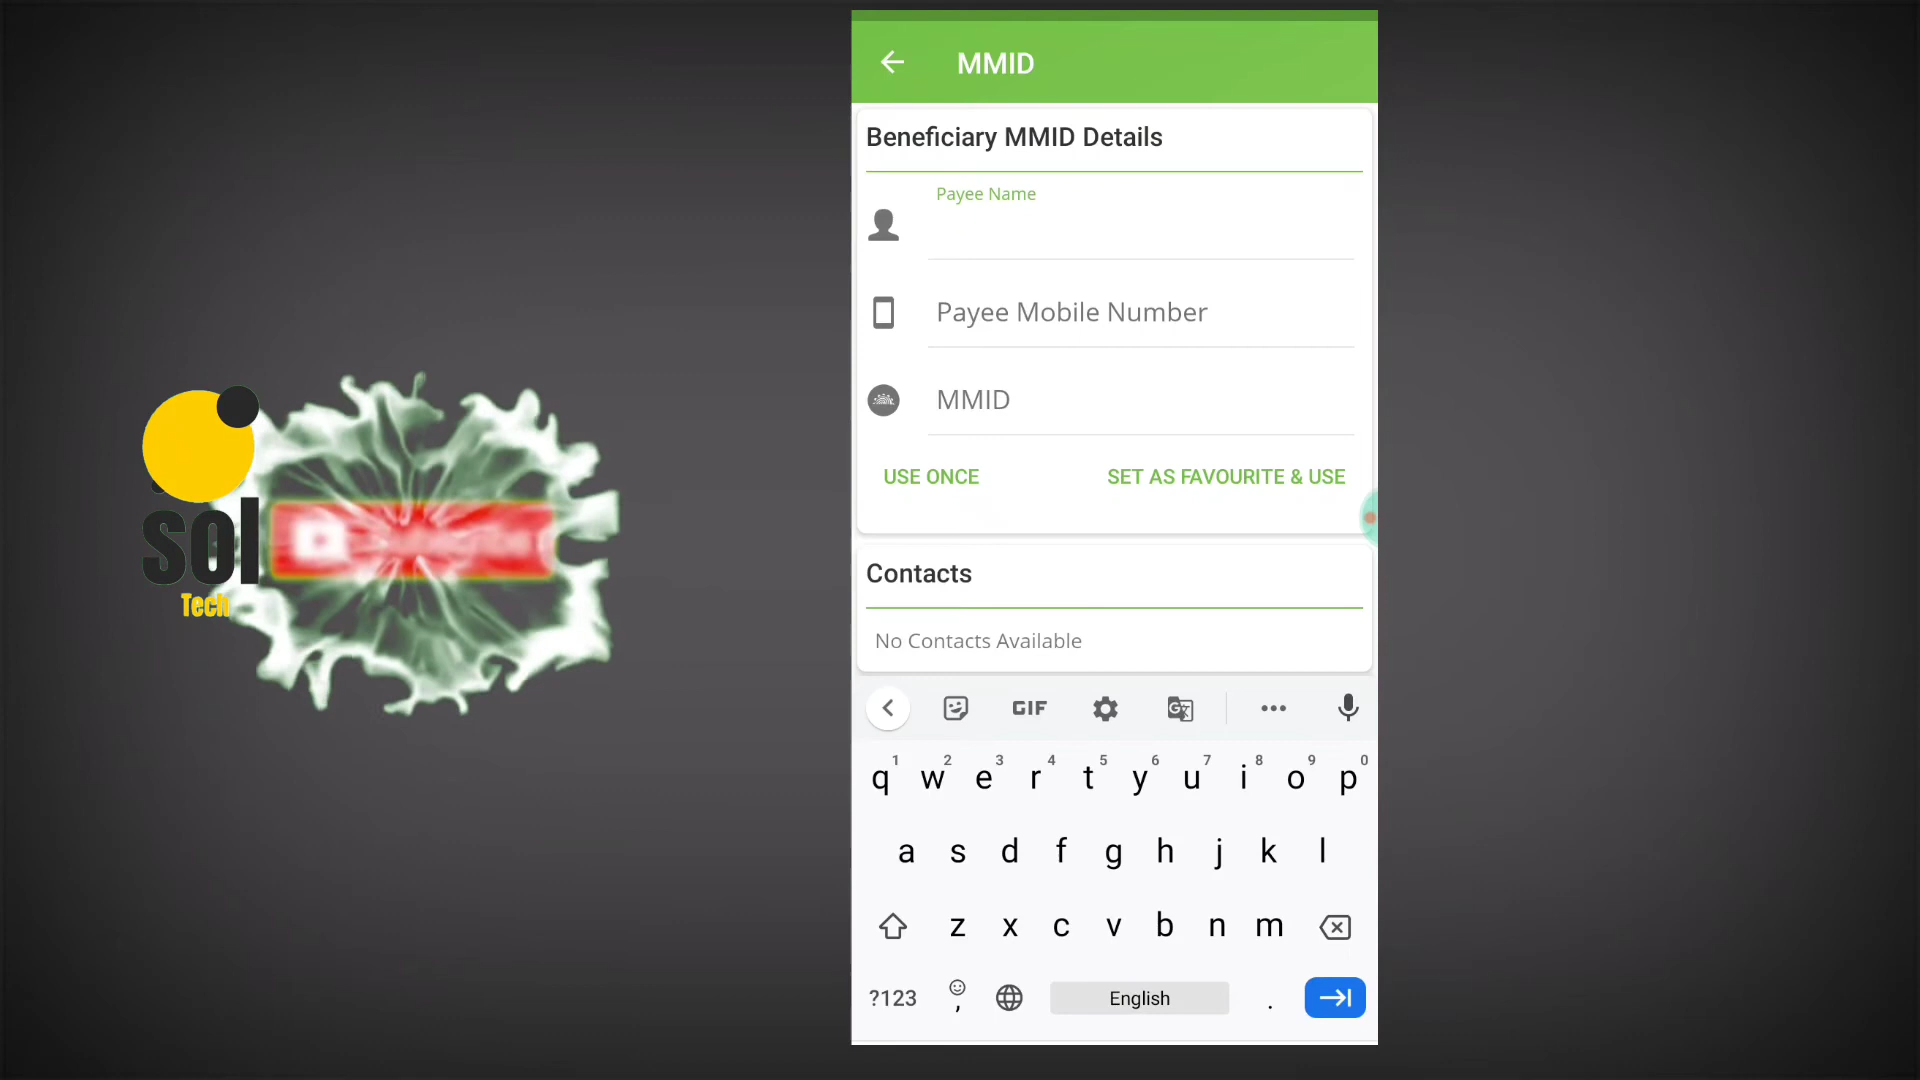 MMID
Beneficiary MMID Details
Payee Name
Payee Mobile Number
MMID
USE ONCE
SET AS FAVOURITE & USE
Contacts
No Contacts Available
sol
Tech
GIF
1 2 3 4 5 6 7 8 9 0
q w e r t y u i o p
a s d f g h j k l
z x c v b n m
?123 , English .